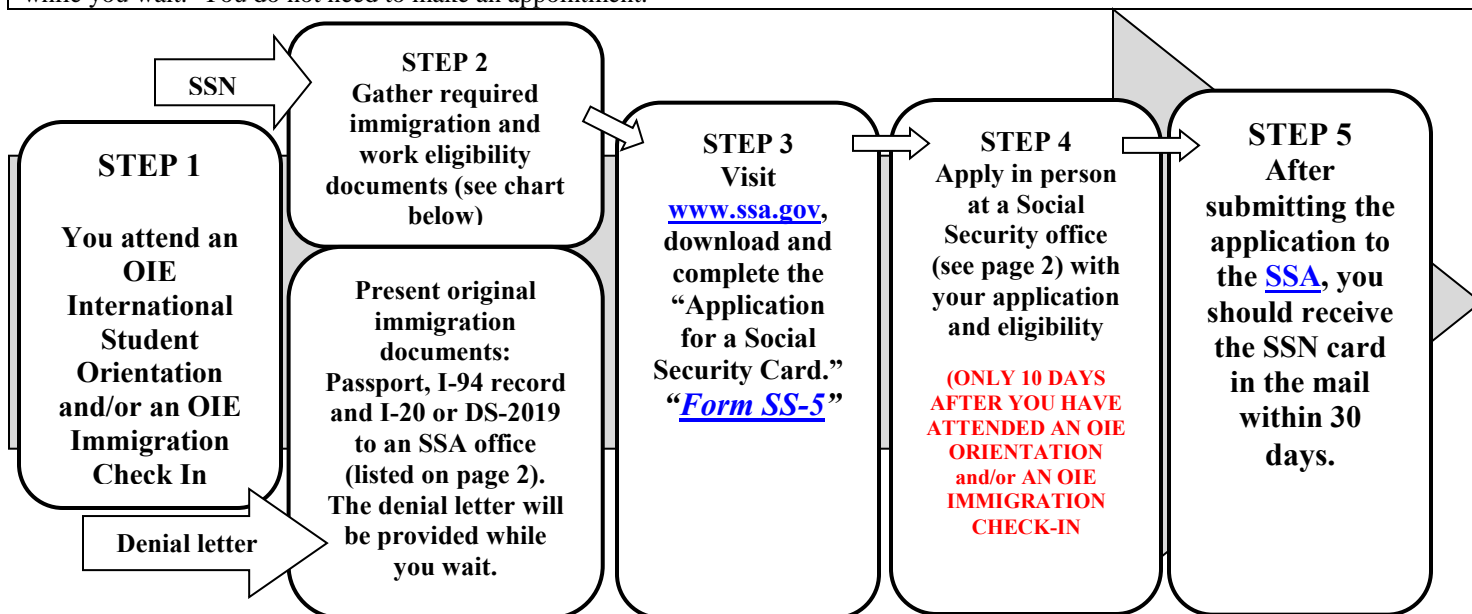 while you wait. You do not need to make an appointment.
SSN
STEP 1
You attend an
OIE
International
Student
Orientation
and/or an OIE
Immigration
Check In
Denial letter
STEP 2
Gather required
immigration and
work eligibility
documents (see chart
below)
Present original
immigration
documents:
Passport, I-94 record
and I-20 or DS-2019
to an SSA office
(listed on page 2).
The denial letter will
be provided while
you wait.
STEP 3
Visit
www.ssa.gov,
download and
complete the
“Application
for a Social
Security Card.”
“Form SS-5”
STEP 4
Apply in person
at a Social
Security office
(see page 2) with
your application
and eligibility
(ONLY 10 DAYS
AFTER YOU HAVE
ATTENDED AN OIE
ORIENTATION
and/or AN OIE
IMMIGRATION
CHECK-IN
STEP 5
After
submitting the
application to
the SSA, you
should receive
the SSN card
in the mail
within 30
days.